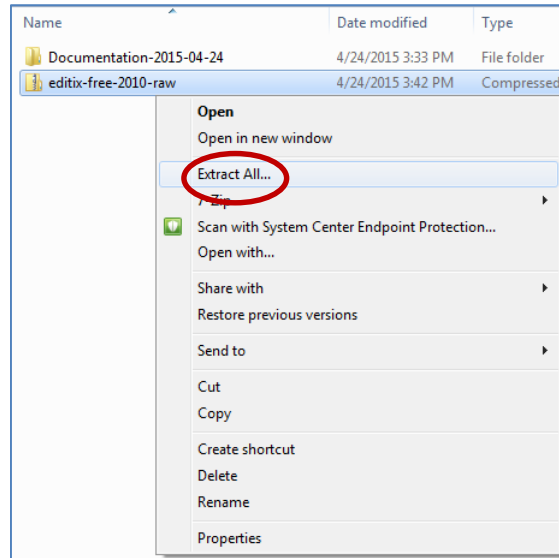 Name Date modified Type
Documentation-2015-04-24 4/24/2015 3:33 PM File folder
editix-free-2010-raw 4/24/2015 3:42 PM Compressed
Open
Open in new window
Extract All...
7-Zip
Scan with System Center Endpoint Protection...
Open with...
Share with
Restore previous versions
Send to
Cut
Copy
Create shortcut
Delete
Rename
Properties